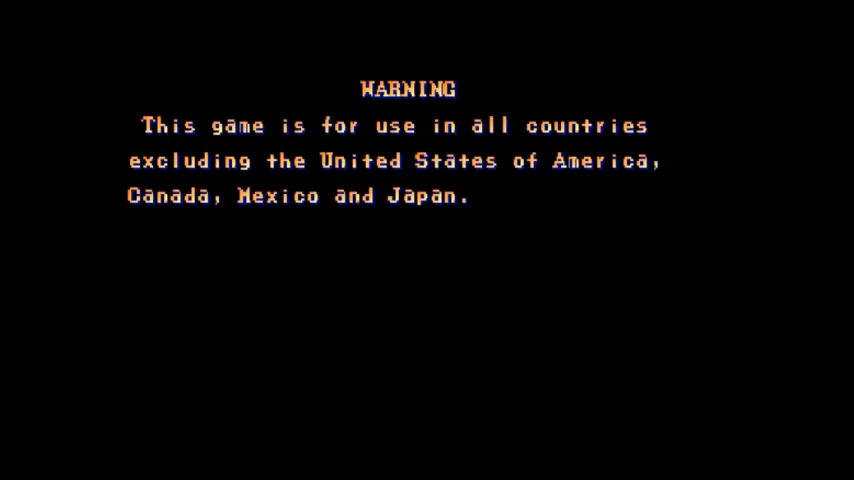 WARNING
This game is for use in all countries
excluding the United States of America,
Canada, Mexico and Japan.